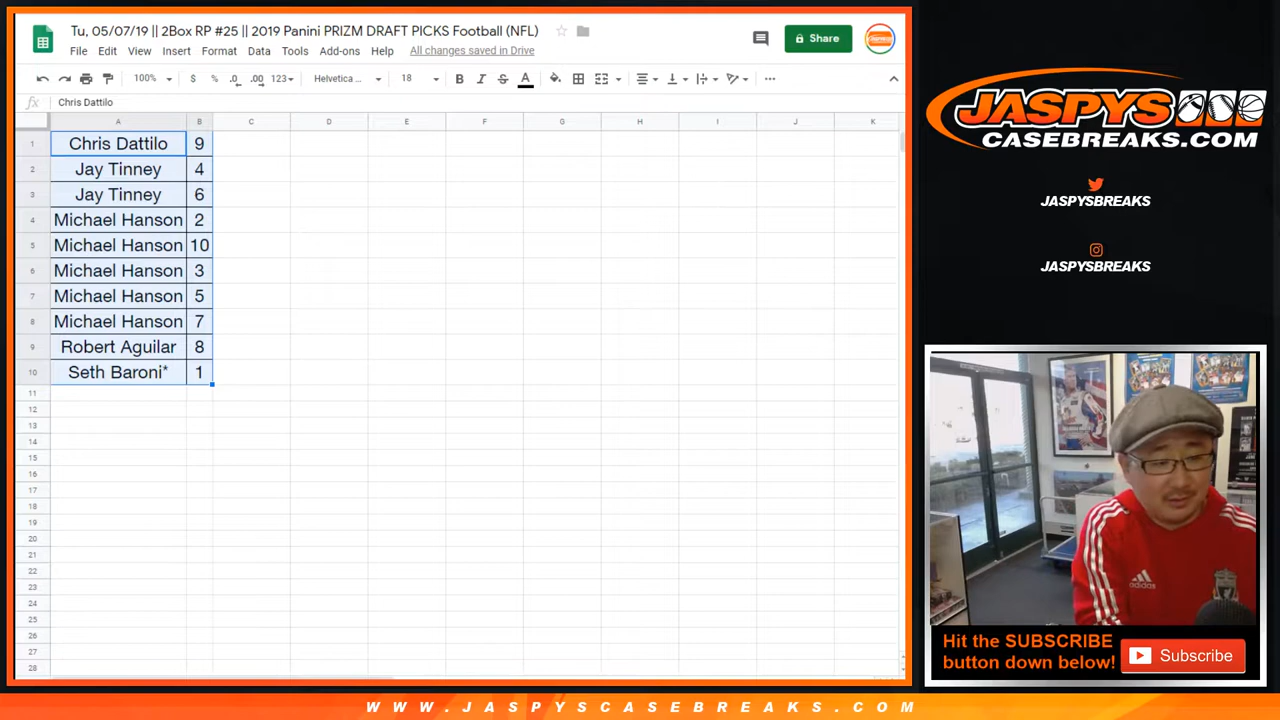 Tu, 05/07/19 || 2Box RP #25 || 2019 Panini PRIZM DRAFT PICKS Football (NFL)
File Edit View Insert Format Data Tools Add-ons Help All changes saved in Drive
Share
100% $ % .0 .00 123 Helvetica ... 18 B I S A
fx Chris Dattilo
A B C D E F G H I J K
1 Chris Dattilo 9
2 Jay Tinney 4
3 Jay Tinney 6
4 Michael Hanson 2
5 Michael Hanson 10
6 Michael Hanson 3
7 Michael Hanson 5
8 Michael Hanson 7
9 Robert Aguilar 8
10 Seth Baroni* 1
11
12
13
14
15
16
17
18
19
20
21
22
23
24
25
26
27
28
JASPYS
CASEBREAKS.COM
JASPYSBREAKS
JASPYSBREAKS
adidas
Hit the SUBSCRIBE
button down below!
Subscribe
WWW.JASPYSCASEBREAKS.COM